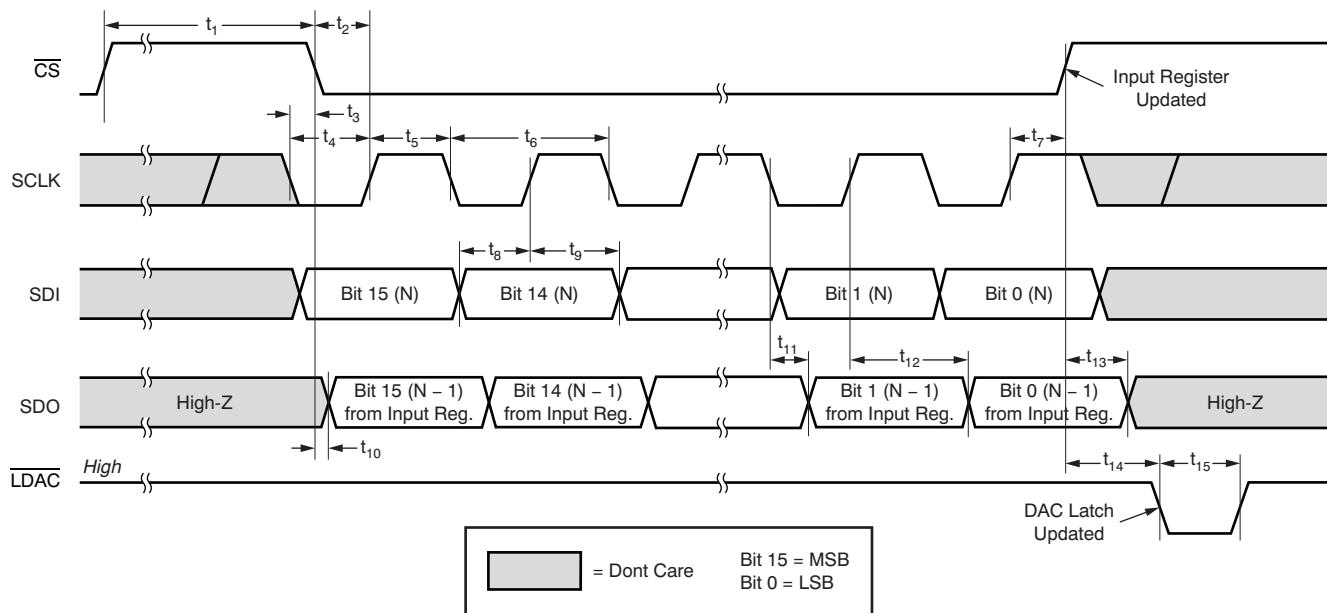 t1
t2
CS
Input Register
Updated
t3
t4
t5
t6
t7
SCLK
t8
t9
SDI
Bit 15 (N)
Bit 14 (N)
Bit 1 (N)
Bit 0 (N)
t11
t12
t13
SDO
High-Z
Bit 15 (N – 1)
from Input Reg.
Bit 14 (N – 1)
from Input Reg.
Bit 1 (N – 1)
from Input Reg.
Bit 0 (N – 1)
from Input Reg.
High-Z
t10
t14
t15
LDAC
High
DAC Latch
Updated
= Dont Care
Bit 15 = MSB
Bit 0 = LSB